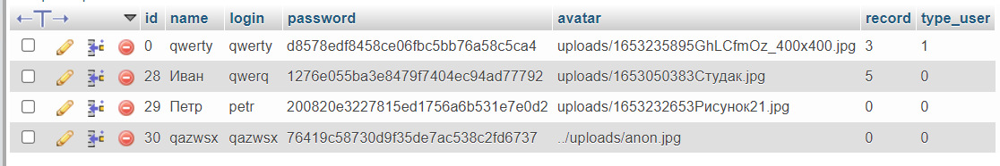 id name login password avatar record type_user
0 qwerty qwerty d8578edf8458ce06fbc5bb76a58c5ca4 uploads/1653235895GhLCfmOz_400x400.jpg 3 1
28 Иван qwerq 1276e055ba3e8479f7404ec94ad77792 uploads/1653050383Студак.jpg 5 0
29 Петр petr 200820e3227815ed1756a6b531e7e0d2 uploads/1653232653Рисунок21.jpg 0 0
30 qazwsx qazwsx 76419c58730d9f35de7ac538c2fd6737 ../uploads/anon.jpg 0 0